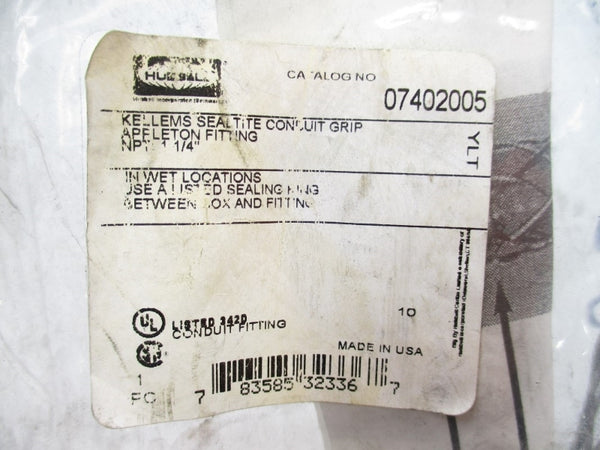 HUBBELL
CATALOG NO
07402005
KELLEMS SEALTITE CONDUIT GRIP
APPLETON FITTING
NPT: 1 1/4"
YLT
IN WET LOCATIONS
USE A LISTED SEALING RING
BETWEEN BOX AND FITTING
UL
LISTED 342D
CONDUIT FITTING
10
MADE IN USA
1
PC
7 83585 32336 7